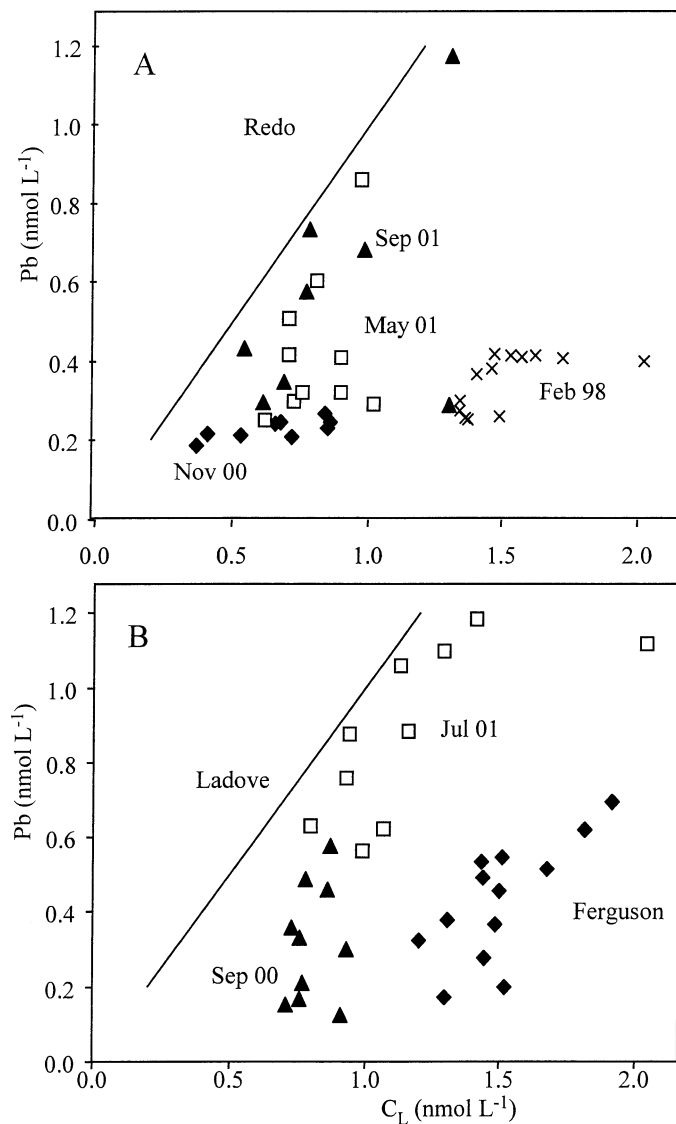 A
1.2
1.0
0.8
0.6
0.4
0.2
0.0
Pb (nmol L⁻¹)
Redo
Sep 01
May 01
Feb 98
Nov 00
0.0 0.5 1.0 1.5 2.0
B
1.2
1.0
0.8
0.6
0.4
0.2
0.0
Pb (nmol L⁻¹)
Jul 01
Ladove
Ferguson
Sep 00
0.0 0.5 1.0 1.5 2.0
C_L (nmol L⁻¹)